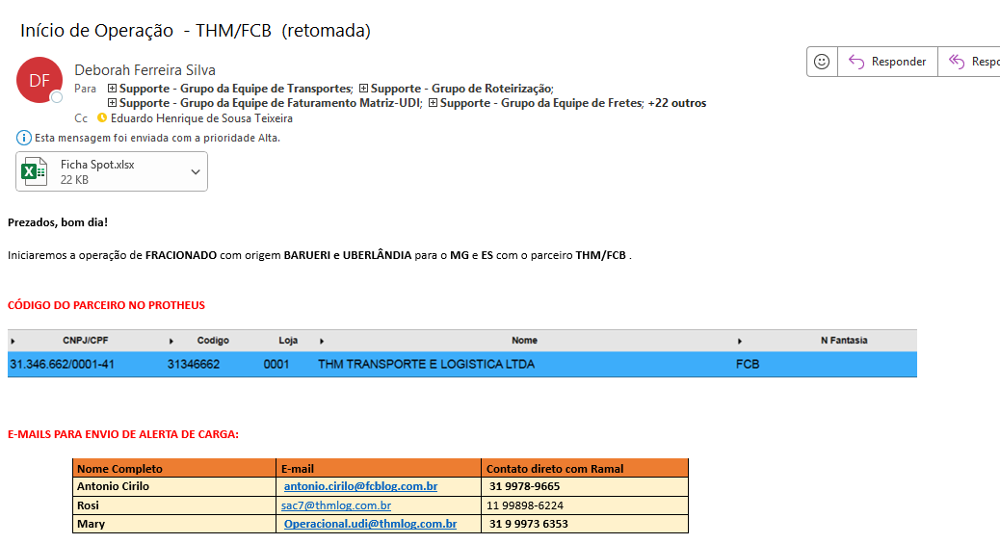 Início de Operação - THM/FCB (retomada)
DF
Deborah Ferreira Silva
Responder
Para Supporte - Grupo da Equipe de Transportes; Supporte - Grupo de Roteirização;
Supporte - Grupo da Equipe de Faturamento Matriz-UDI; Supporte - Grupo da Equipe de Fretes; +22 outros
Cc Eduardo Henrique de Sousa Teixeira
Esta mensagem foi enviada com a prioridade Alta.
Ficha Spot.xlsx
22 KB
Prezados, bom dia!
Iniciaremos a operação de FRACIONADO com origem BARUERI e UBERLÂNDIA para o MG e ES com o parceiro THM/FCB .
CÓDIGO DO PARCEIRO NO PROTHEUS
CNPJ/CPF Codigo Loja Nome N Fantasia
31.346.662/0001-41 31346662 0001 THM TRANSPORTE E LOGISTICA LTDA FCB
E-MAILS PARA ENVIO DE ALERTA DE CARGA:
Nome Completo E-mail Contato direto com Ramal
Antonio Cirilo antonio.cirilo@fcblog.com.br 31 9978-9665
Rosi sac7@thmlog.com.br 11 99898-6224
Mary Operacional.udi@thmlog.com.br 31 9 9973 6353